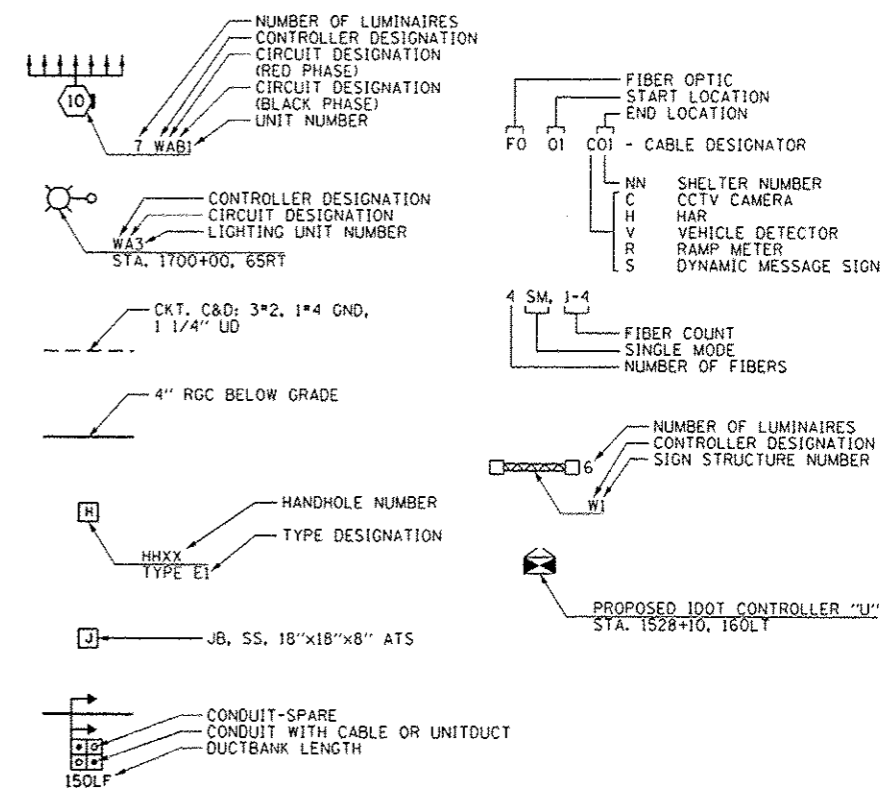 NUMBER OF LUMINAIRES
CONTROLLER DESIGNATION
CIRCUIT DESIGNATION
(RED PHASE)
CIRCUIT DESIGNATION
(BLACK PHASE)
UNIT NUMBER
10
7 WAB1
CONTROLLER DESIGNATION
CIRCUIT DESIGNATION
LIGHTING UNIT NUMBER
WA3
STA. 1700+00, 65RT
CKT. C&D: 3#2, 1#4 GND,
1 1/4" UD
4" RGC BELOW GRADE
HANDHOLE NUMBER
H
TYPE DESIGNATION
HHXX
TYPE E1
J
JB, SS, 18"x18"x8" ATS
CONDUIT-SPARE
CONDUIT WITH CABLE OR UNITDUCT
DUCTBANK LENGTH
150LF
FIBER OPTIC
START LOCATION
END LOCATION
FO 01 C01 - CABLE DESIGNATOR
NN SHELTER NUMBER
C CCTV CAMERA
H HAR
V VEHICLE DETECTOR
R RAMP METER
S DYNAMIC MESSAGE SIGN
4 SM, 1-4
FIBER COUNT
SINGLE MODE
NUMBER OF FIBERS
NUMBER OF LUMINAIRES
CONTROLLER DESIGNATION
6
SIGN STRUCTURE NUMBER
W1
PROPOSED IDOT CONTROLLER "U"
STA. 1528+10, 160LT